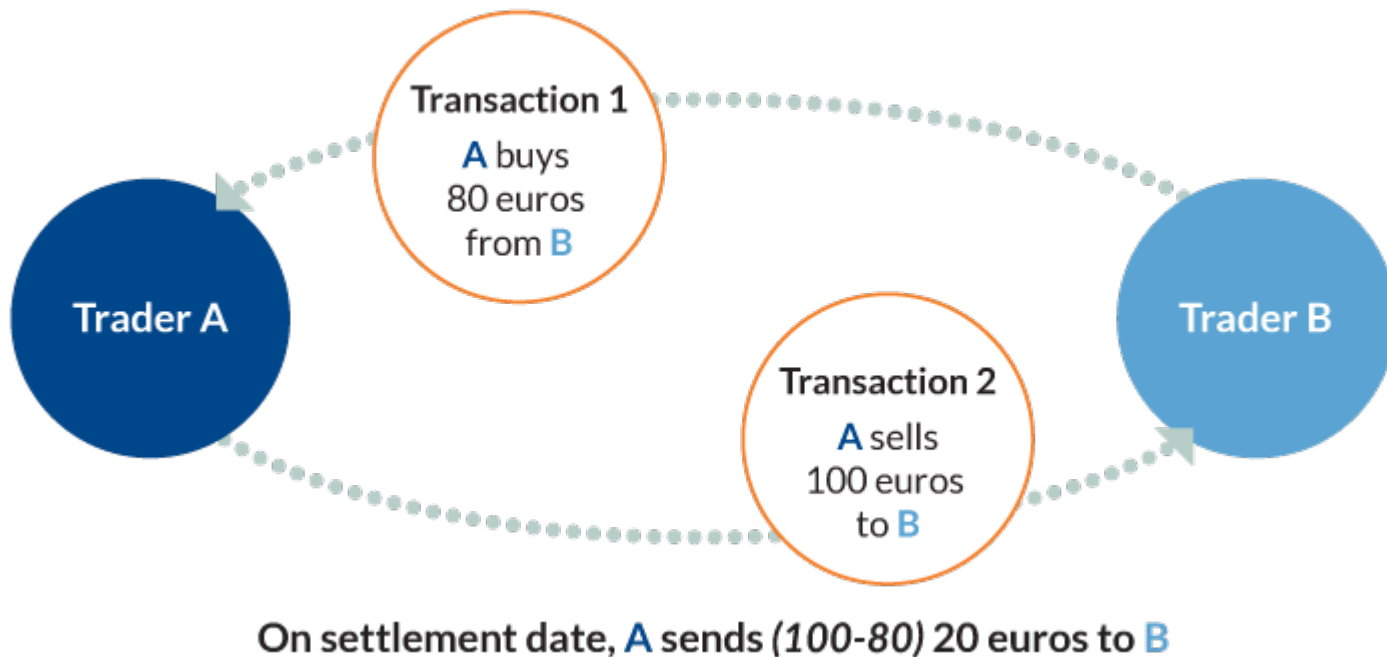 Transaction 1
A buys
80 euros
from B
Trader A
Trader B
Transaction 2
A sells
100 euros
to B
On settlement date, A sends (100-80) 20 euros to B